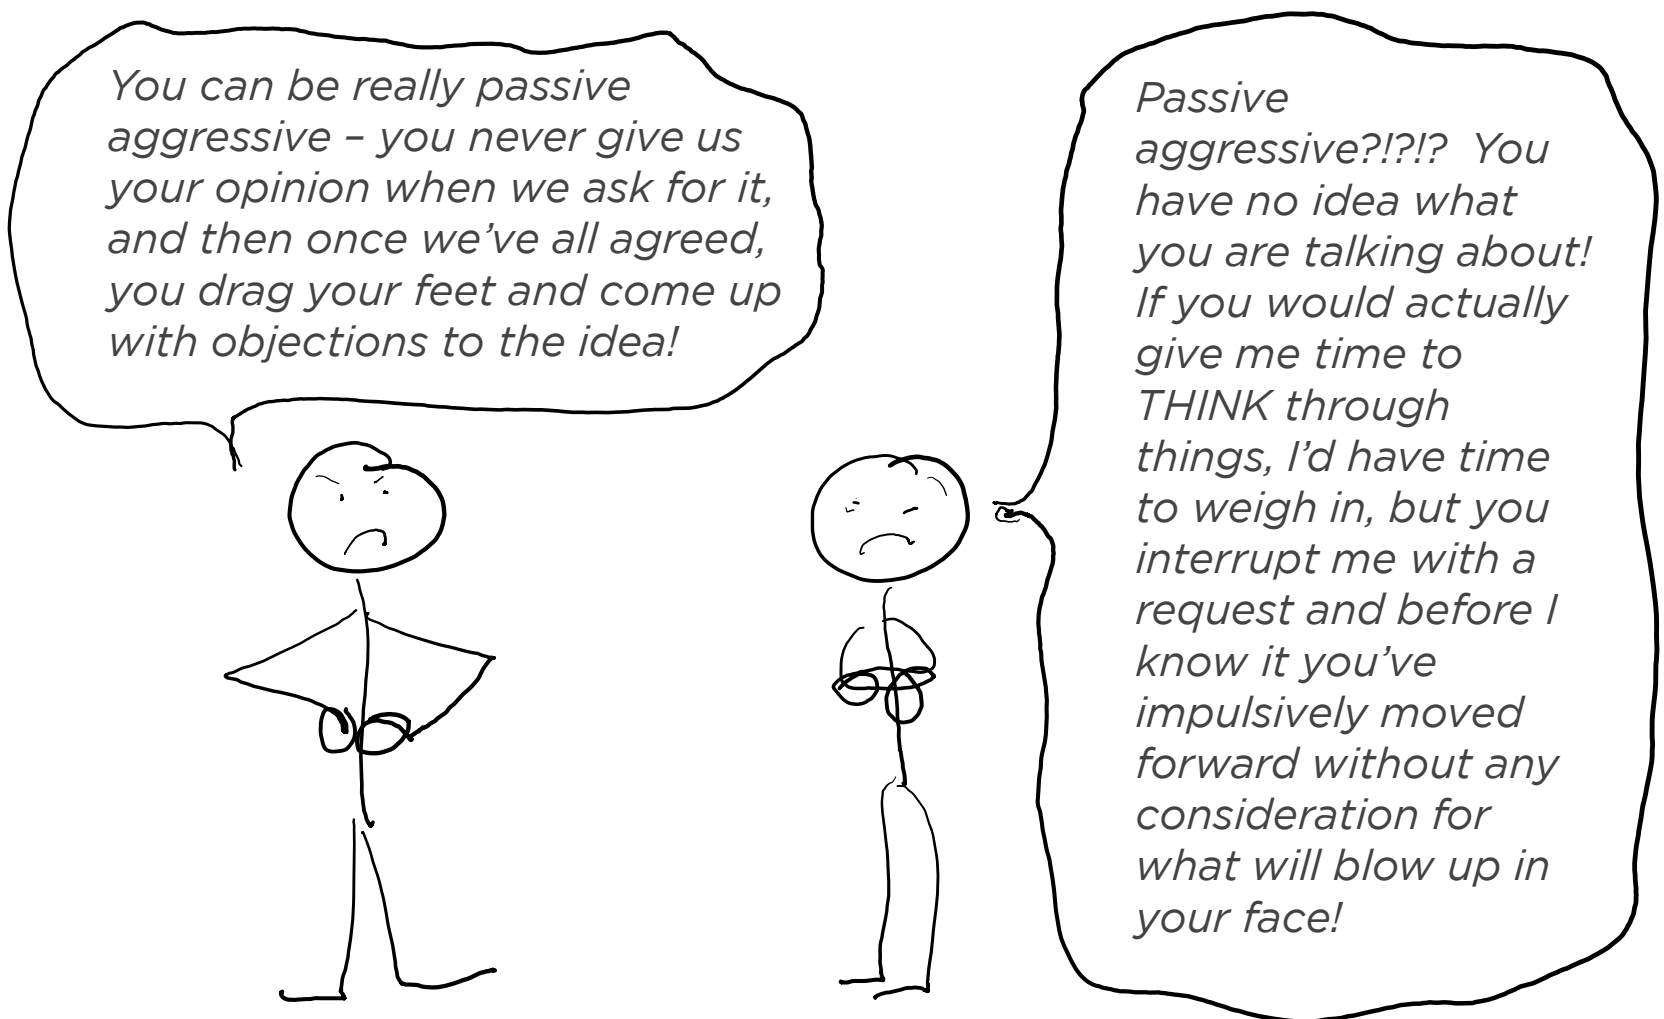 You can be really passive
aggressive – you never give us
your opinion when we ask for it,
and then once we’ve all agreed,
you drag your feet and come up
with objections to the idea!
Passive
aggressive?!?!?  You
have no idea what
you are talking about!
If you would actually
give me time to
THINK through
things, I’d have time
to weigh in, but you
interrupt me with a
request and before I
know it you’ve
impulsively moved
forward without any
consideration for
what will blow up in
your face!